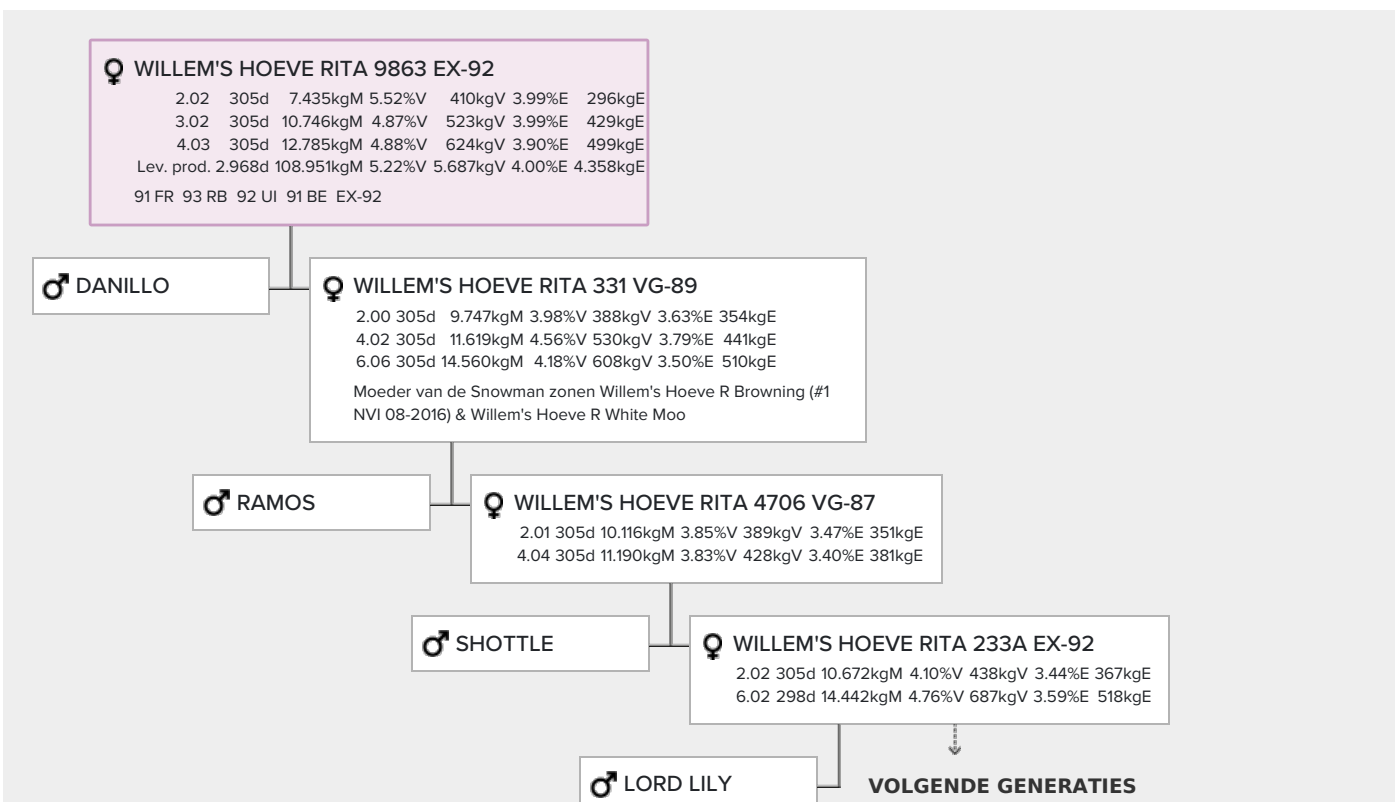 WILLEM'S HOEVE RITA 9863 EX-92
2.02 305d 7.435kgM 5.52%V 410kgV 3.99%E 296kgE
3.02 305d 10.746kgM 4.87%V 523kgV 3.99%E 429kgE
4.03 305d 12.785kgM 4.88%V 624kgV 3.90%E 499kgE
Lev. prod. 2.968d 108.951kgM 5.22%V 5.687kgV 4.00%E 4.358kgE
91 FR 93 RB 92 UI 91 BE EX-92
DANILLO
WILLEM'S HOEVE RITA 331 VG-89
2.00 305d 9.747kgM 3.98%V 388kgV 3.63%E 354kgE
4.02 305d 11.619kgM 4.56%V 530kgV 3.79%E 441kgE
6.06 305d 14.560kgM 4.18%V 608kgV 3.50%E 510kgE
Moeder van de Snowman zonen Willem's Hoeve R Browning (#1
NVI 08-2016) & Willem's Hoeve R White Moo
RAMOS
WILLEM'S HOEVE RITA 4706 VG-87
2.01 305d 10.116kgM 3.85%V 389kgV 3.47%E 351kgE
4.04 305d 11.190kgM 3.83%V 428kgV 3.40%E 381kgE
SHOTTLE
WILLEM'S HOEVE RITA 233A EX-92
2.02 305d 10.672kgM 4.10%V 438kgV 3.44%E 367kgE
6.02 298d 14.442kgM 4.76%V 687kgV 3.59%E 518kgE
LORD LILY
VOLGENDE GENERATIES